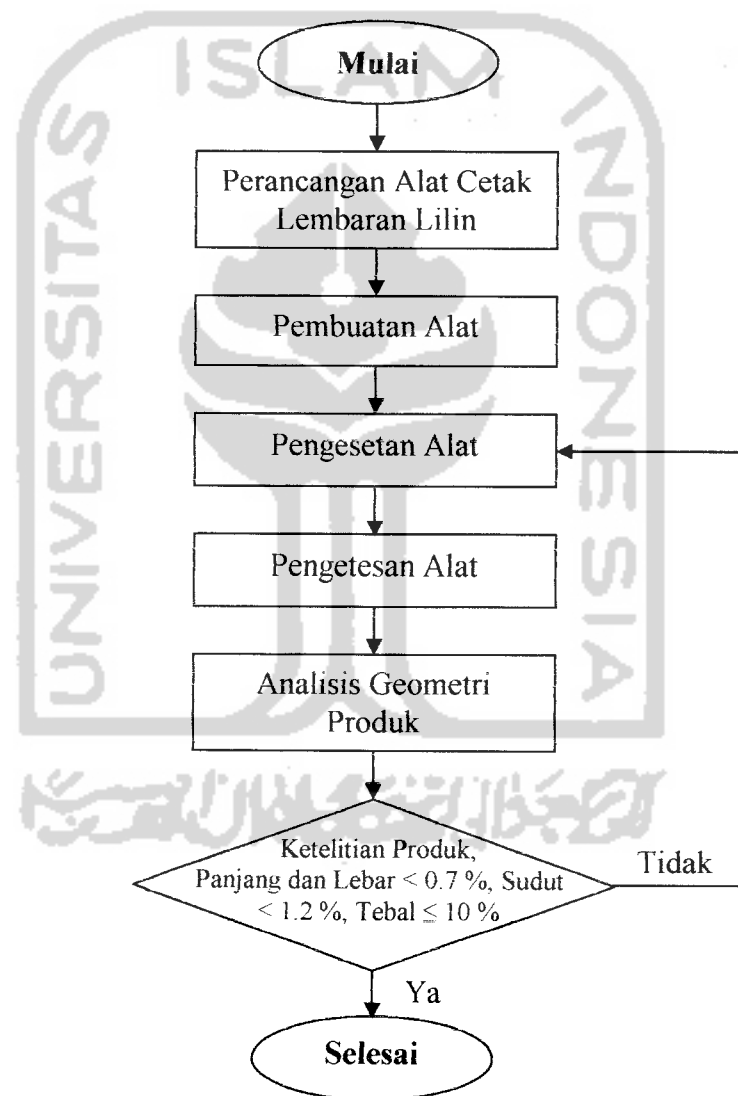 Mulai
Perancangan Alat Cetak
Lembaran Lilin
Pembuatan Alat
Pengesetan Alat
Pengetesan Alat
Analisis Geometri
Produk
Ketelitian Produk,
Panjang dan Lebar < 0.7 %, Sudut
< 1.2 %, Tebal ≤ 10 %
Tidak
Ya
Selesai
UNIVERSITAS
ISLAM
INDONESIA